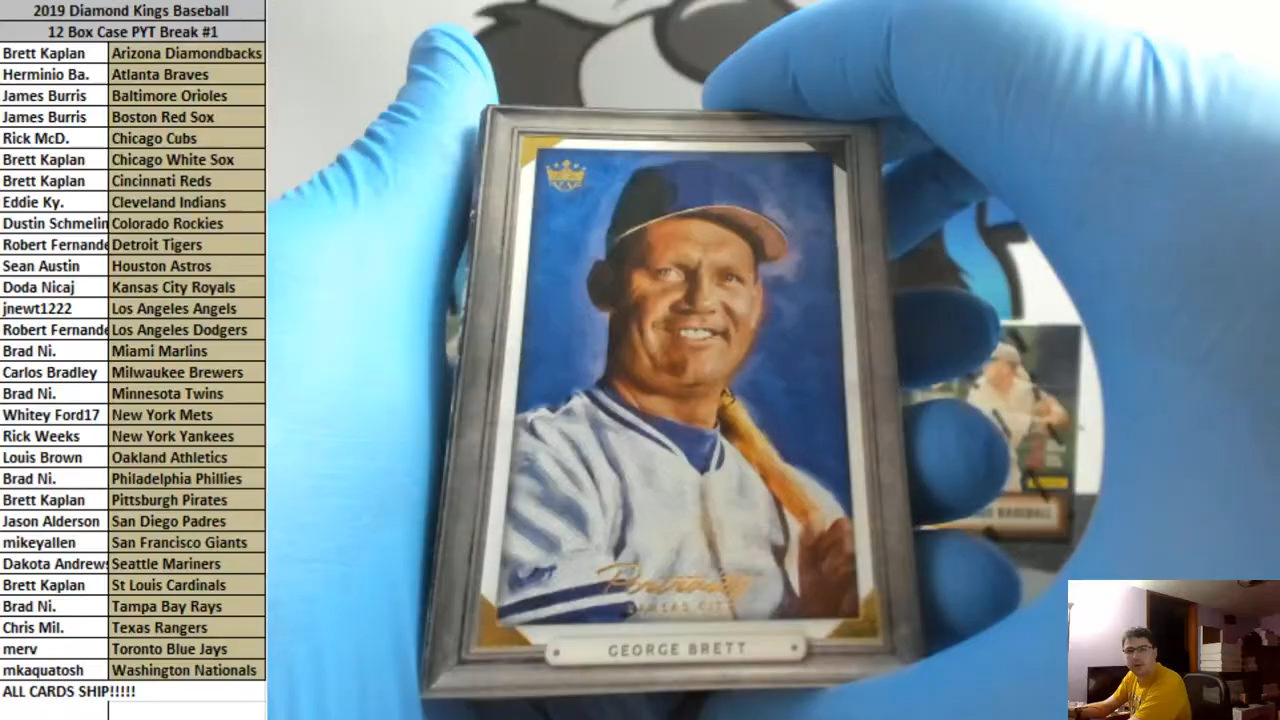 2019 Diamond Kings Baseball
12 Box Case PYT Break #1
Brett Kaplan Arizona Diamondbacks
Herminio Ba. Atlanta Braves
James Burris Baltimore Orioles
James Burris Boston Red Sox
Rick McD. Chicago Cubs
Brett Kaplan Chicago White Sox
Brett Kaplan Cincinnati Reds
Eddie Ky. Cleveland Indians
Dustin Schmelin Colorado Rockies
Robert Fernande Detroit Tigers
Sean Austin Houston Astros
Doda Nicaj Kansas City Royals
jnewt1222 Los Angeles Angels
Robert Fernande Los Angeles Dodgers
Brad Ni. Miami Marlins
Carlos Bradley Milwaukee Brewers
Brad Ni. Minnesota Twins
Whitey Ford17 New York Mets
Rick Weeks New York Yankees
Louis Brown Oakland Athletics
Brad Ni. Philadelphia Phillies
Brett Kaplan Pittsburgh Pirates
Jason Alderson San Diego Padres
mikeyallen San Francisco Giants
Dakota Andrews Seattle Mariners
Brett Kaplan St Louis Cardinals
Brad Ni. Tampa Bay Rays
Chris Mil. Texas Rangers
merv Toronto Blue Jays
mkaquatosh Washington Nationals
ALL CARDS SHIP!!!!!
Portraits
KANSAS CITY
GEORGE BRETT
BASEBALL